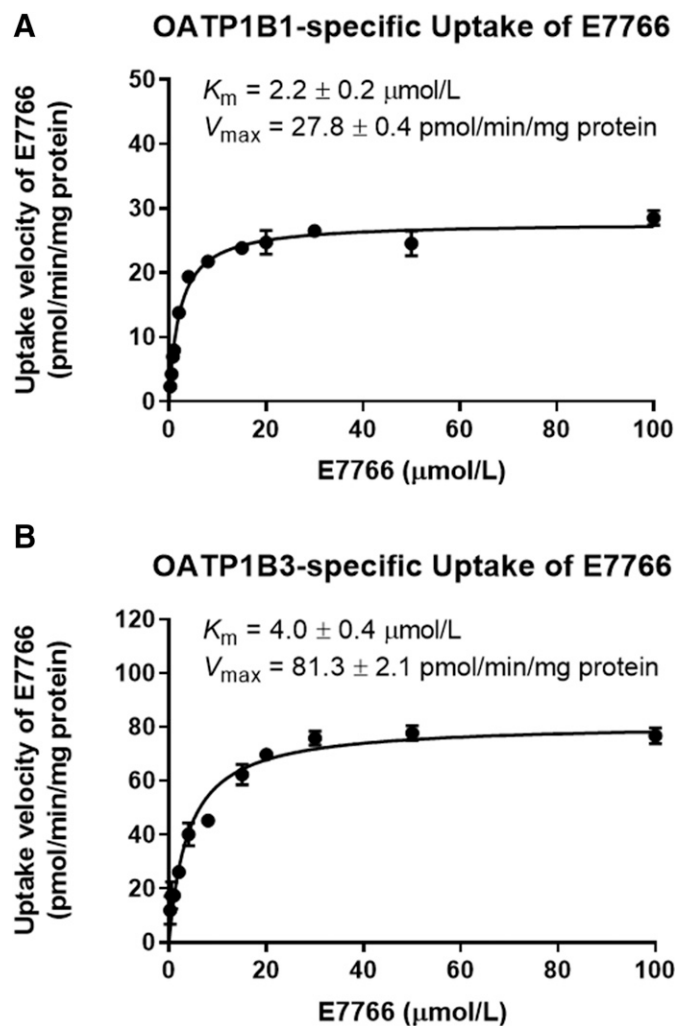 A
OATP1B1-specific Uptake of E7766
Uptake velocity of E7766
(pmol/min/mg protein)
50
40
30
20
10
0
Km = 2.2 ± 0.2 μmol/L
Vmax = 27.8 ± 0.4 pmol/min/mg protein
0 20 40 60 80 100
E7766 (μmol/L)
B
OATP1B3-specific Uptake of E7766
Uptake velocity of E7766
(pmol/min/mg protein)
120
100
80
60
40
20
0
Km = 4.0 ± 0.4 μmol/L
Vmax = 81.3 ± 2.1 pmol/min/mg protein
0 20 40 60 80 100
E7766 (μmol/L)